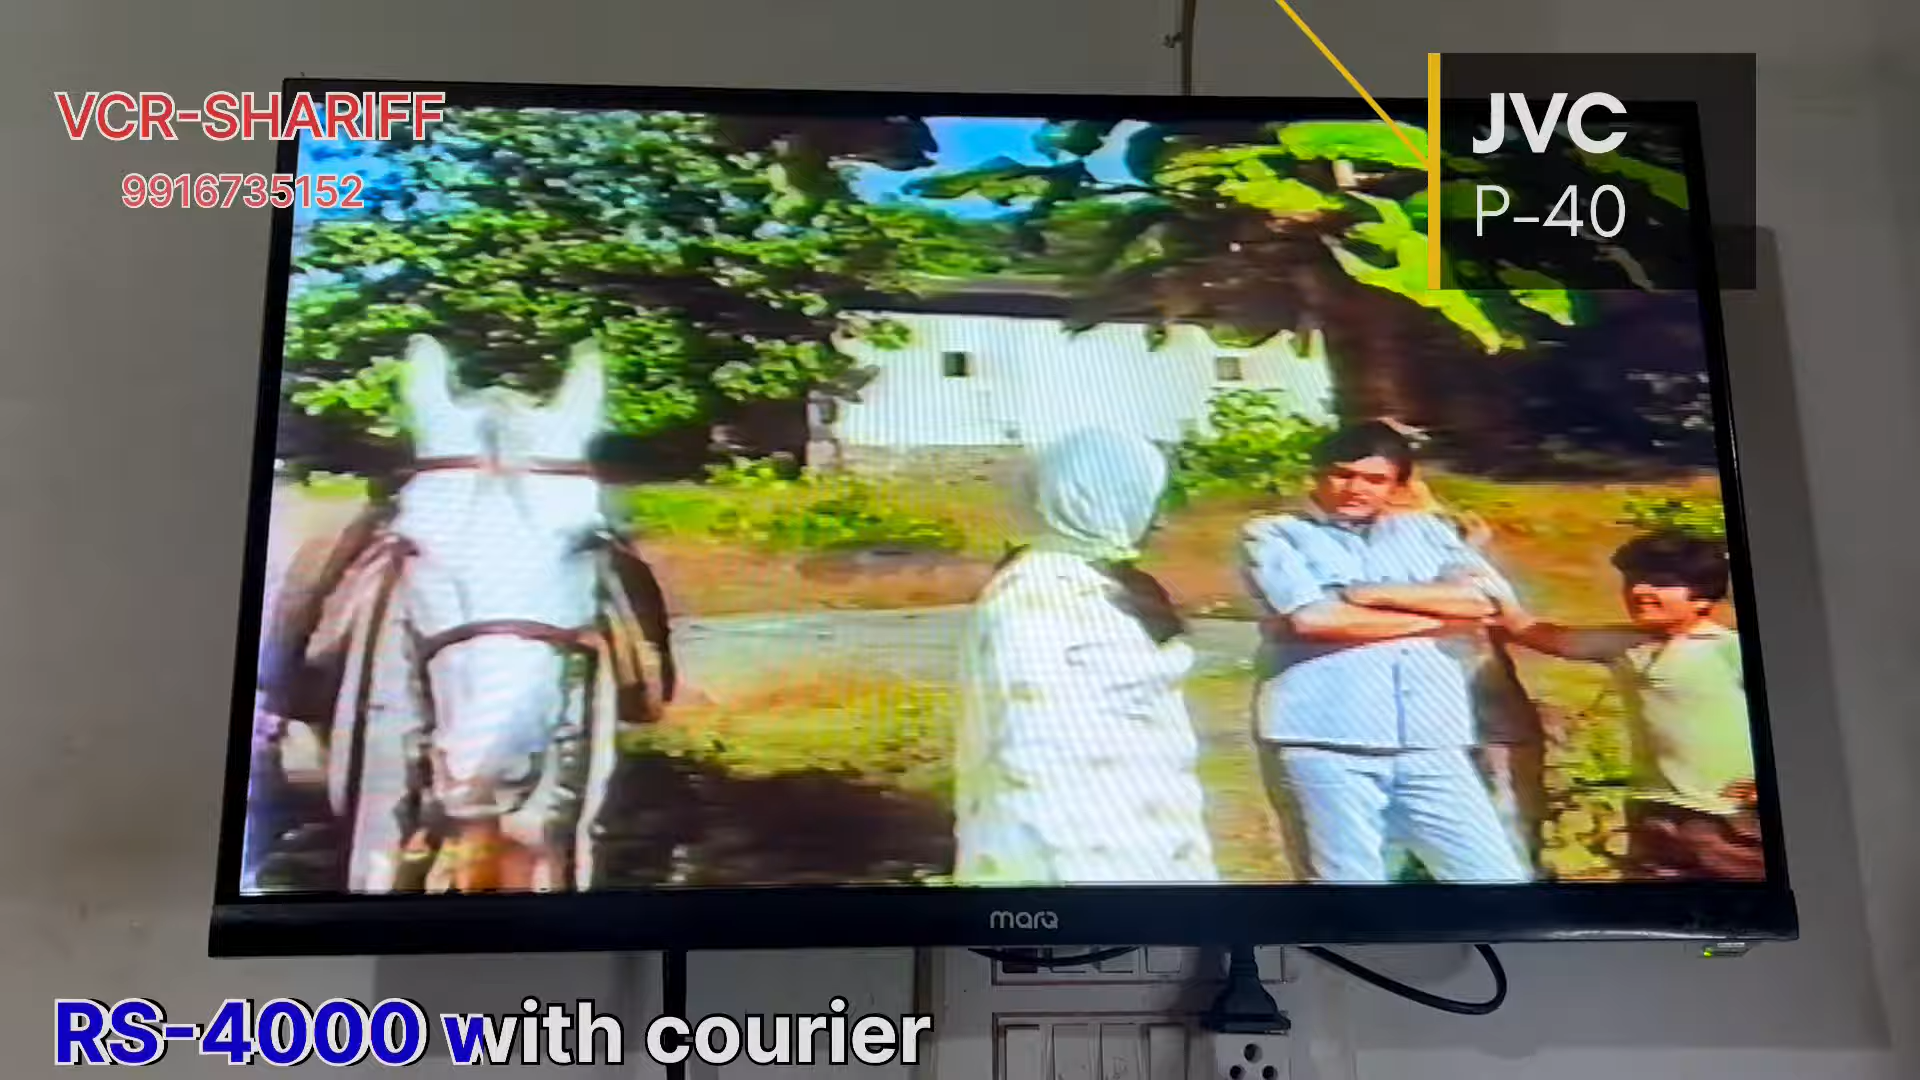 VCR-SHARIFF
9916735152
JVC
P-40
marQ
RS-4000 with courier